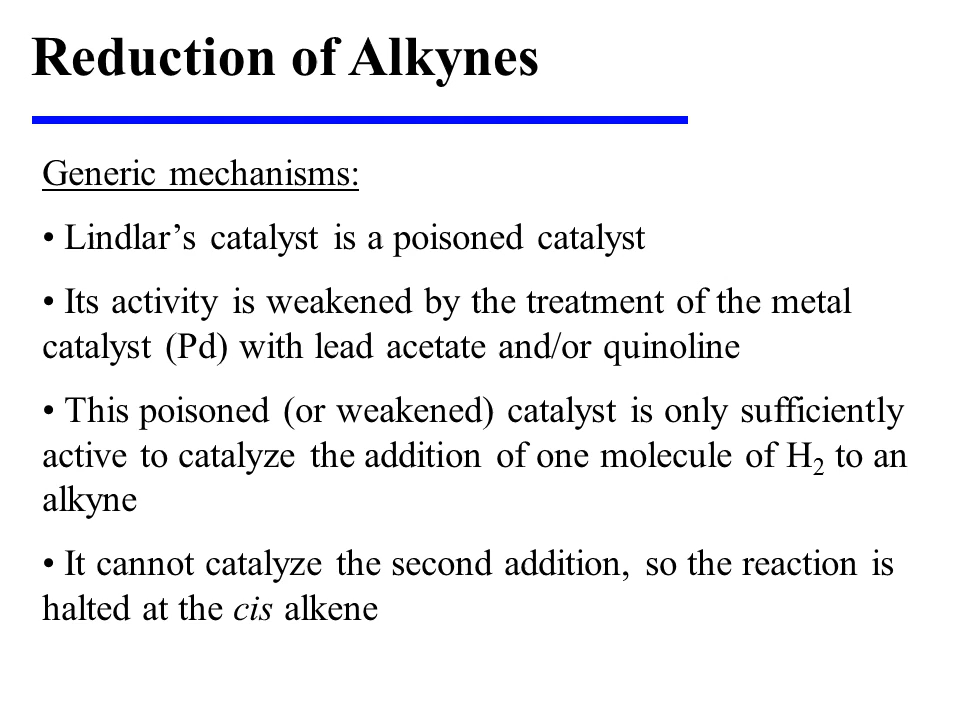 Reduction of Alkynes
Generic mechanisms:
• Lindlar’s catalyst is a poisoned catalyst
• Its activity is weakened by the treatment of the metal
catalyst (Pd) with lead acetate and/or quinoline
• This poisoned (or weakened) catalyst is only sufficiently
active to catalyze the addition of one molecule of H₂ to an
alkyne
• It cannot catalyze the second addition, so the reaction is
halted at the cis alkene